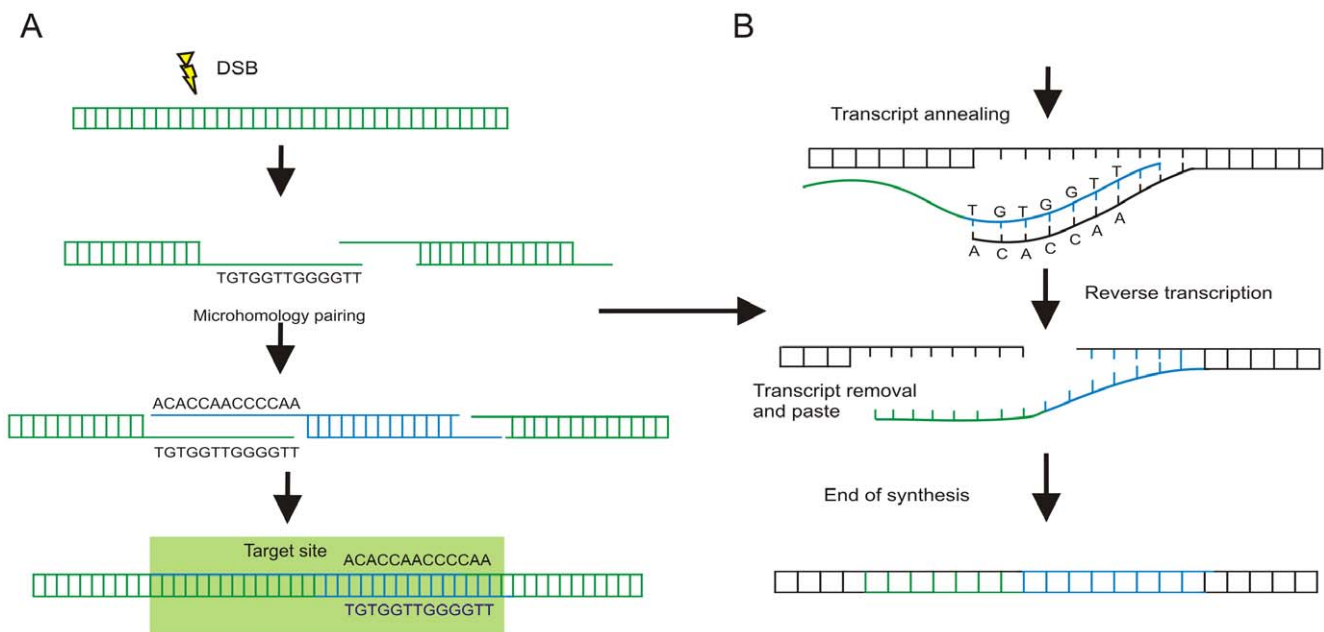 A
DSB
TGTGGTTGGGGTT
Microhomology pairing
ACACCAACCCCAA
TGTGGTTGGGGTT
Target site
ACACCAACCCCAA
TGTGGTTGGGGTT
B
Transcript annealing
T G T G G T T
A C A C C A A
Reverse transcription
Transcript removal
and paste
End of synthesis